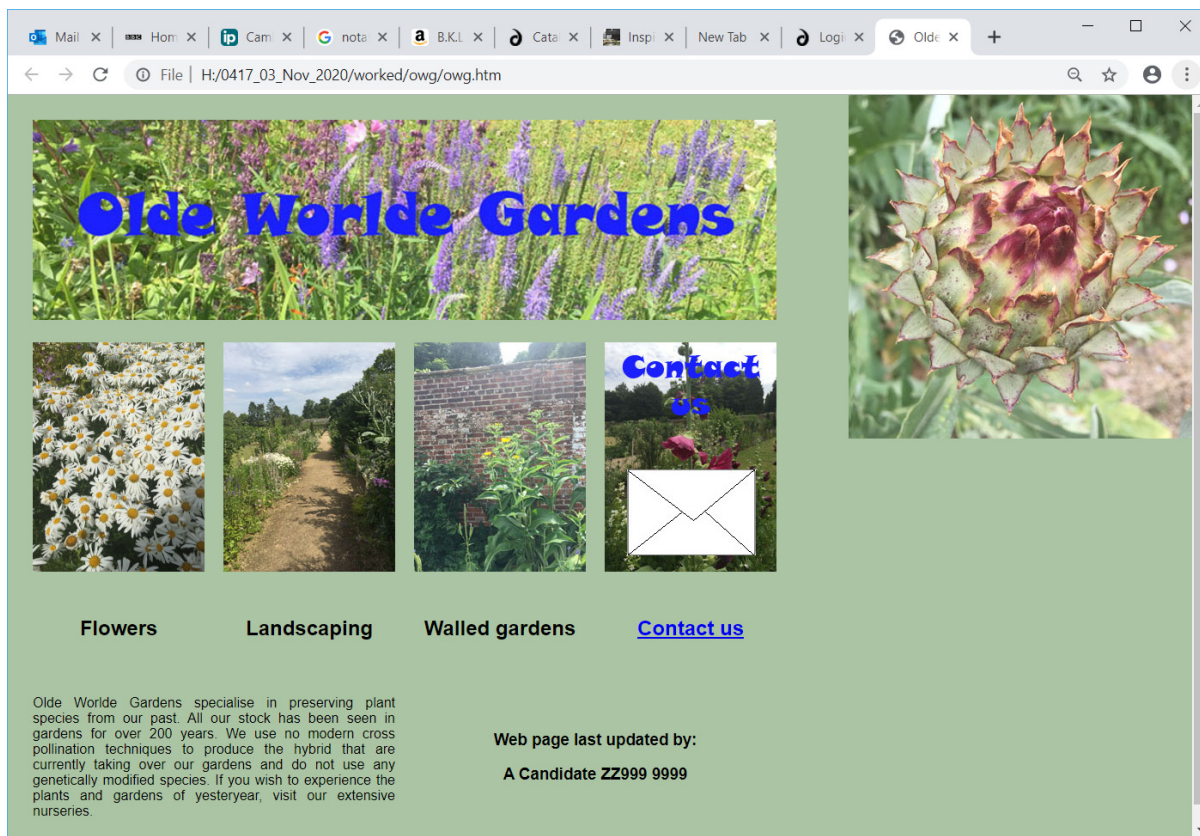 Mail
Hom
Cam
nota
B.K.L
Cata
Inspi
New Tab
Logi
Olde
File
H:/0417_03_Nov_2020/worked/owg/owg.htm
Olde Worlde Gardens
Contact
us
Flowers
Landscaping
Walled gardens
Contact us
Olde Worlde Gardens specialise in preserving plant
species from our past. All our stock has been seen in
gardens for over 200 years. We use no modern cross
pollination techniques to produce the hybrid that are
currently taking over our gardens and do not use any
genetically modified species. If you wish to experience the
plants and gardens of yesteryear, visit our extensive
nurseries.
Web page last updated by:
A Candidate ZZ999 9999